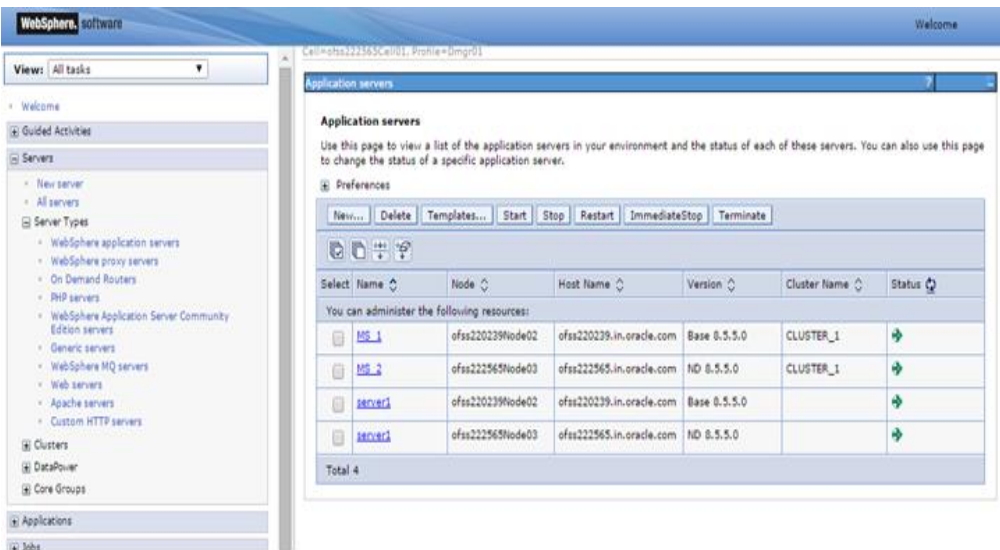 WebSphere. software
Welcome
View: All tasks
Welcome
Guided Activities
Servers
New server
All servers
Server Types
WebSphere application servers
WebSphere proxy servers
On Demand Routers
PHP servers
WebSphere Application Server Community
Edition servers
Generic servers
WebSphere MQ servers
Web servers
Apache servers
Custom HTTP servers
Clusters
DataPower
Core Groups
Applications
Jobs
Cell=ofss222565Cell01, Profile=Dmgr01
Application servers ?
Application servers
Use this page to view a list of the application servers in your environment and the status of each of these servers. You can also use this page
to change the status of a specific application server.
Preferences
New... Delete Templates... Start Stop Restart ImmediateStop Terminate
Select Name Node Host Name Version Cluster Name Status
You can administer the following resources:
MS_1 ofss220239Node02 ofss220239.in.oracle.com Base 8.5.5.0 CLUSTER_1
MS_2 ofss222565Node03 ofss222565.in.oracle.com ND 8.5.5.0 CLUSTER_1
server1 ofss220239Node02 ofss220239.in.oracle.com Base 8.5.5.0
server1 ofss222565Node03 ofss222565.in.oracle.com ND 8.5.5.0
Total 4